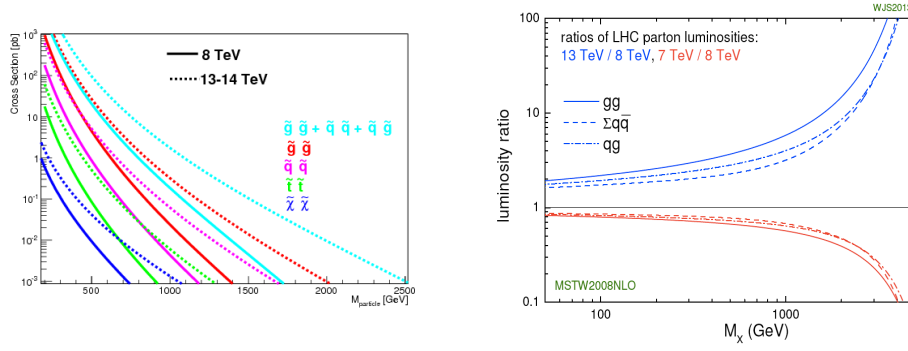 Cross Section [pb]
10³
10²
10
1
10⁻¹
10⁻²
10⁻³
500
1000
1500
2000
2500
M_particle [GeV]
8 TeV
13-14 TeV
g̃ g̃ + q̃ q̃ + q̃ g̃
g̃ g̃
q̃ q̃
t̃ t̃
χ̃ χ̃
WJS2013
luminosity ratio
100
10
1
0.1
ratios of LHC parton luminosities:
13 TeV / 8 TeV, 7 TeV / 8 TeV
gg
Σqq̅
qg
MSTW2008NLO
100
1000
M_X (GeV)